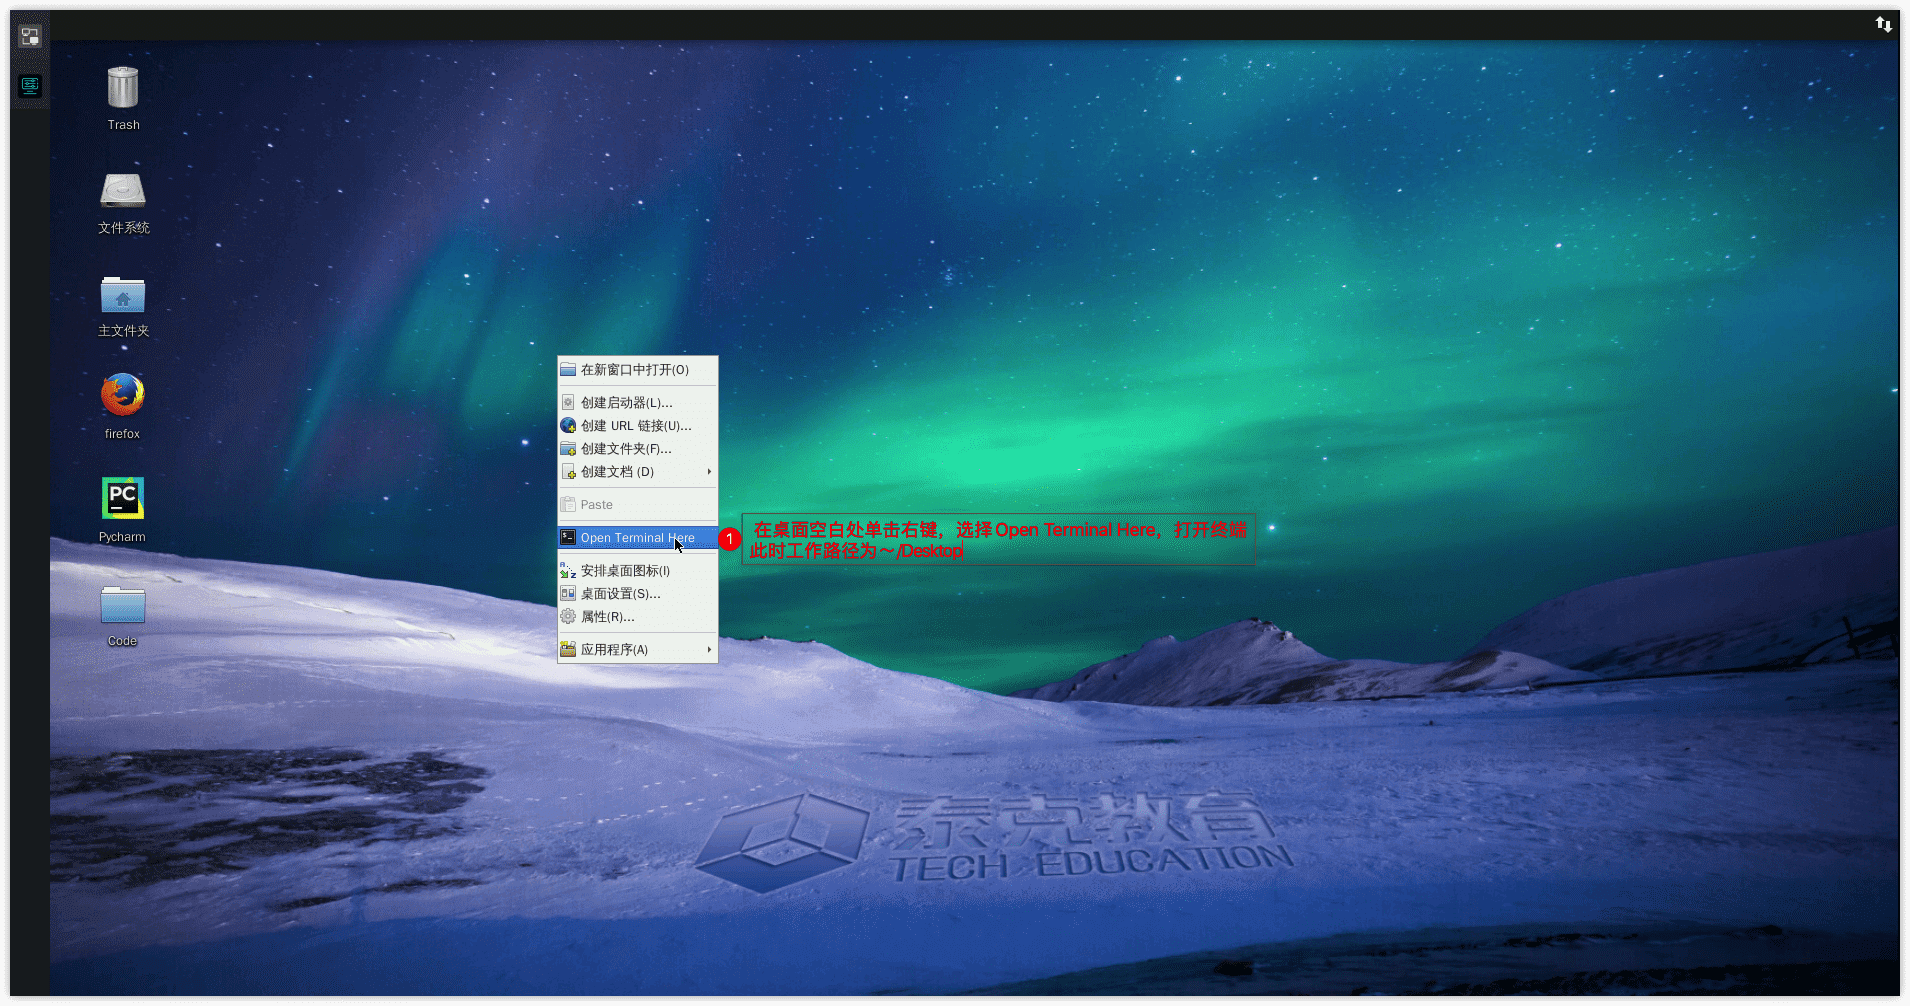 Trash
文件系统
主文件夹
firefox
PC
Pycharm
Code
在新窗口中打开(O)
创建启动器(L)...
创建 URL 链接(U)...
创建文件夹(F)...
创建文档 (D)
Paste
Open Terminal Here
安排桌面图标(I)
桌面设置(S)...
属性(R)...
应用程序(A)
1
在桌面空白处单击右键，选择Open Terminal Here，打开终端
此时工作路径为～/Desktop
泰克教育
TECH EDUCATION